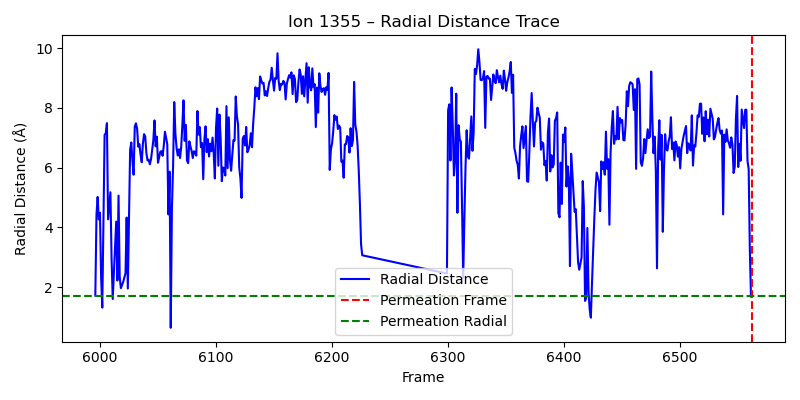 Ion 1355 – Radial Distance Trace
Radial Distance (Å)
10
8
6
4
2
6000 6100 6200 6300 6400 6500
Frame
Radial Distance
Permeation Frame
Permeation Radial